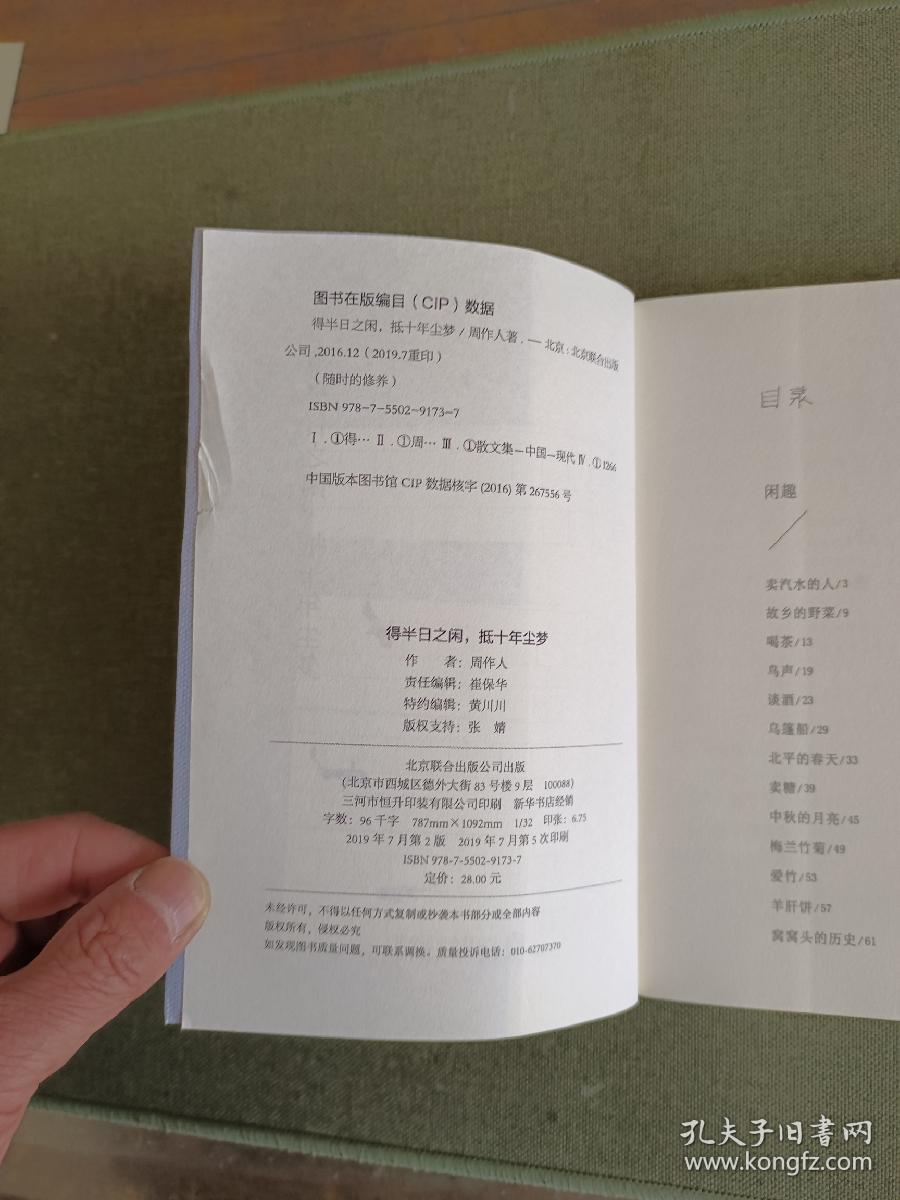 图书在版编目（CIP）数据
得半日之闲，抵十年尘梦 / 周作人著 . — 北京：北京联合出版
公司 ,2016.12（2019.7重印）
（随时的修养）
ISBN 978-7-5502-9173-7
Ⅰ . ①得… Ⅱ . ①周… Ⅲ . ①散文集－中国－现代 Ⅳ . ①I266
中国版本图书馆 CIP 数据核字 (2016) 第 267556 号
得半日之闲，抵十年尘梦
作 者：周作人
责任编辑：崔保华
特约编辑：黄川川
版权支持：张 婧
北京联合出版公司出版
（北京市西城区德外大街 83 号楼 9 层 100088）
三河市恒升印装有限公司印刷 新华书店经销
字数：96 千字 787mm×1092mm 1/32 印张：6.75
2019 年 7 月第 2 版 2019 年 7 月第 5 次印刷
ISBN 978-7-5502-9173-7
定价：28.00 元
未经许可，不得以任何方式复制或抄袭本书部分或全部内容
版权所有，侵权必究
如发现图书质量问题，可联系调换。质量投诉电话：010-62707370
目录
闲趣
卖汽水的人/3
故乡的野菜/9
喝茶/13
鸟声/19
谈酒/23
乌篷船/29
北平的春天/33
卖糖/39
中秋的月亮/45
梅兰竹菊/49
爱竹/53
羊肝饼/57
窝窝头的历史/61
孔夫子旧书网
www.kongfz.com